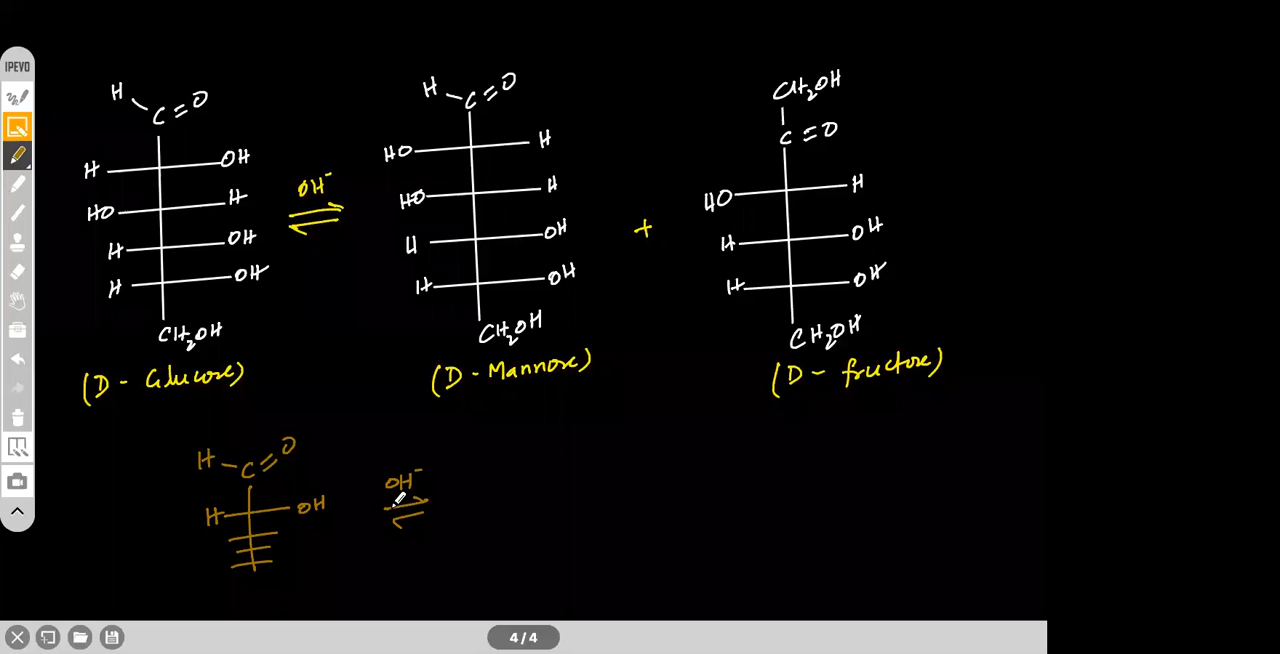 IPEVO
H C=O
H OH
HO H
H OH
H OH
CH₂OH
(D - Glucose)
OH⁻
H C=O
HO H
HO H
H OH
H OH
CH₂OH
(D - Mannose)
+
CH₂OH
C=O
HO H
H OH
H OH
CH₂OH
(D - fructose)
H C=O
H OH
OH⁻
4/4